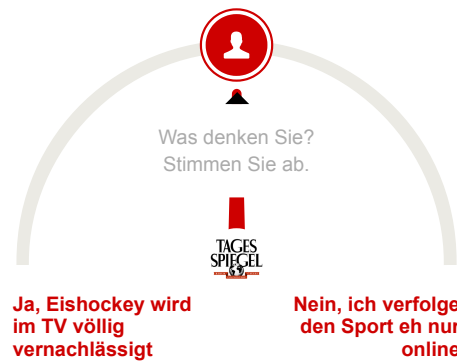 Was denken Sie?
Stimmen Sie ab.
TAGES
SPIEGEL
Ja, Eishockey wird
im TV völlig
vernachlässigt
Nein, ich verfolge
den Sport eh nur
online